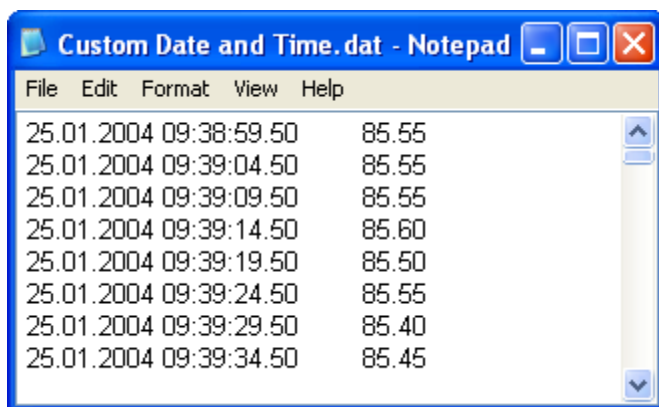 Custom Date and Time.dat - Notepad
File Edit Format View Help
25.01.2004 09:38:59.50 85.55
25.01.2004 09:39:04.50 85.55
25.01.2004 09:39:09.50 85.55
25.01.2004 09:39:14.50 85.60
25.01.2004 09:39:19.50 85.50
25.01.2004 09:39:24.50 85.55
25.01.2004 09:39:29.50 85.40
25.01.2004 09:39:34.50 85.45